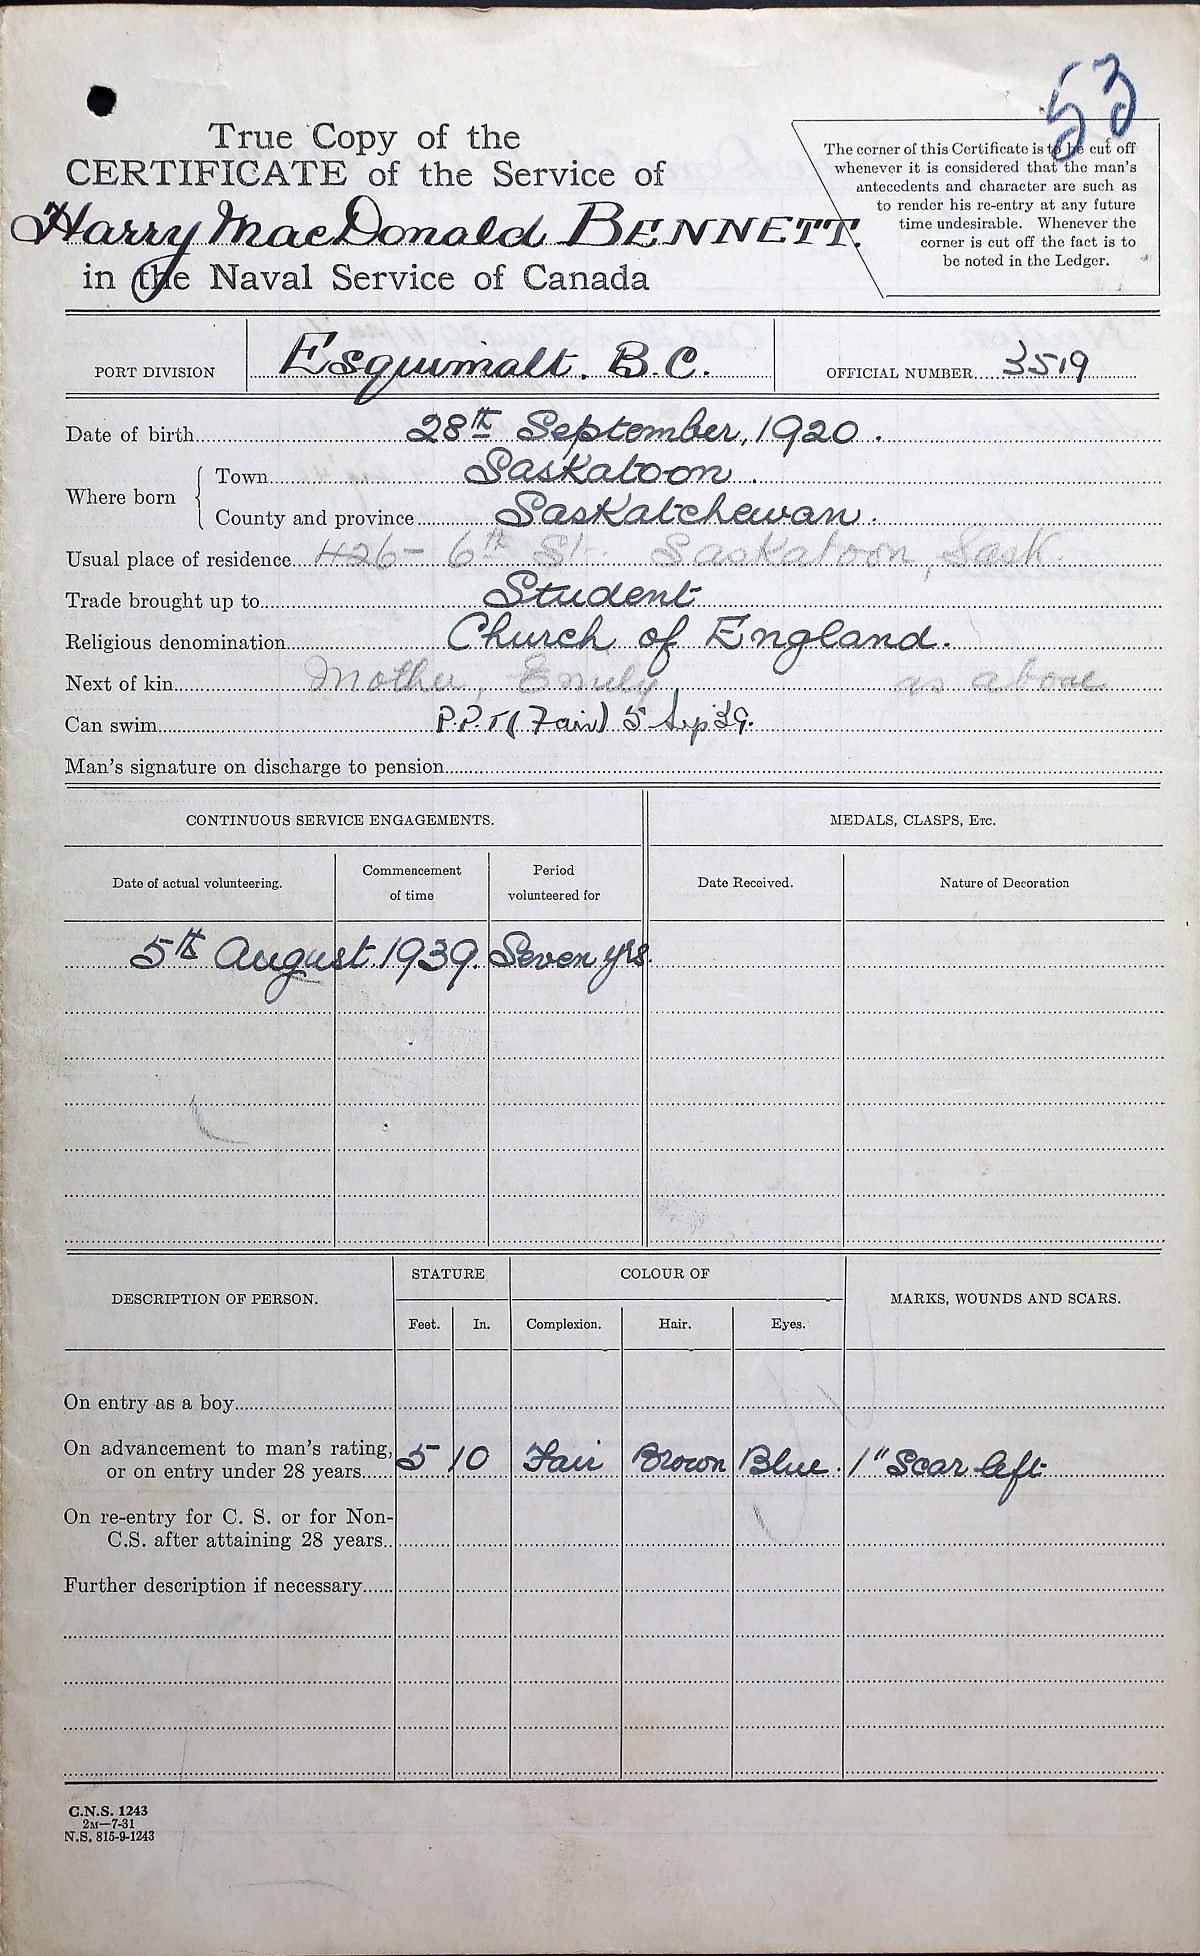 53
True Copy of the
CERTIFICATE of the Service of
Harry MacDonald BENNETT.
in the Naval Service of Canada
The corner of this Certificate is to be cut off
whenever it is considered that the man's
antecedents and character are such as
to render his re-entry at any future
time undesirable. Whenever the
corner is cut off the fact is to
be noted in the Ledger.
PORT DIVISION Esquimalt. B.C. OFFICIAL NUMBER 3519
Date of birth 28th September, 1920.
Where born Town Saskatoon.
County and province Saskatchewan.
Usual place of residence 426-6th St. Saskatoon, Sask.
Trade brought up to Student
Religious denomination Church of England.
Next of kin Mother, Emily as above
Can swim P.P.T (Fair) 5 Sep 39.
Man's signature on discharge to pension
CONTINUOUS SERVICE ENGAGEMENTS. MEDALS, CLASPS, Etc.
Date of actual volunteering. Commencement of time Period volunteered for Date Received. Nature of Decoration
5th August 1939. Seven yrs.
DESCRIPTION OF PERSON. STATURE COLOUR OF MARKS, WOUNDS AND SCARS.
Feet. In. Complexion. Hair. Eyes.
On entry as a boy
On advancement to man's rating,
or on entry under 28 years 5 10 Fair Brown Blue. 1" Scar left
On re-entry for C. S. or for Non-
C.S. after attaining 28 years
Further description if necessary
C.N.S. 1243
2M—7-31
N.S. 815-9-1243